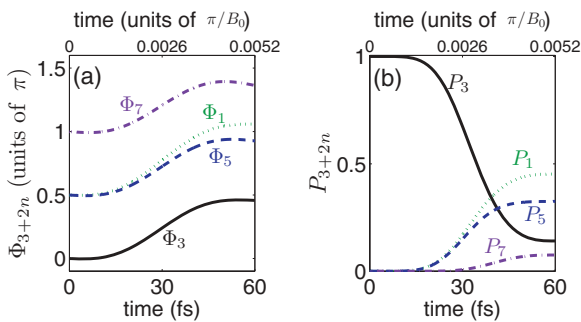 time (units of π/B₀)
0 0.0026 0.0052
1.5
1
0.5
0
(a)
Φ₇
Φ₁
Φ₅
Φ₃
Φ₃₊₂ₙ (units of π)
0 30 60
time (fs)
time (units of π/B₀)
0 0.0026 0.0052
1
0.5
0
(b)
P₃
P₁
P₅
P₇
P₃₊₂ₙ
0 30 60
time (fs)